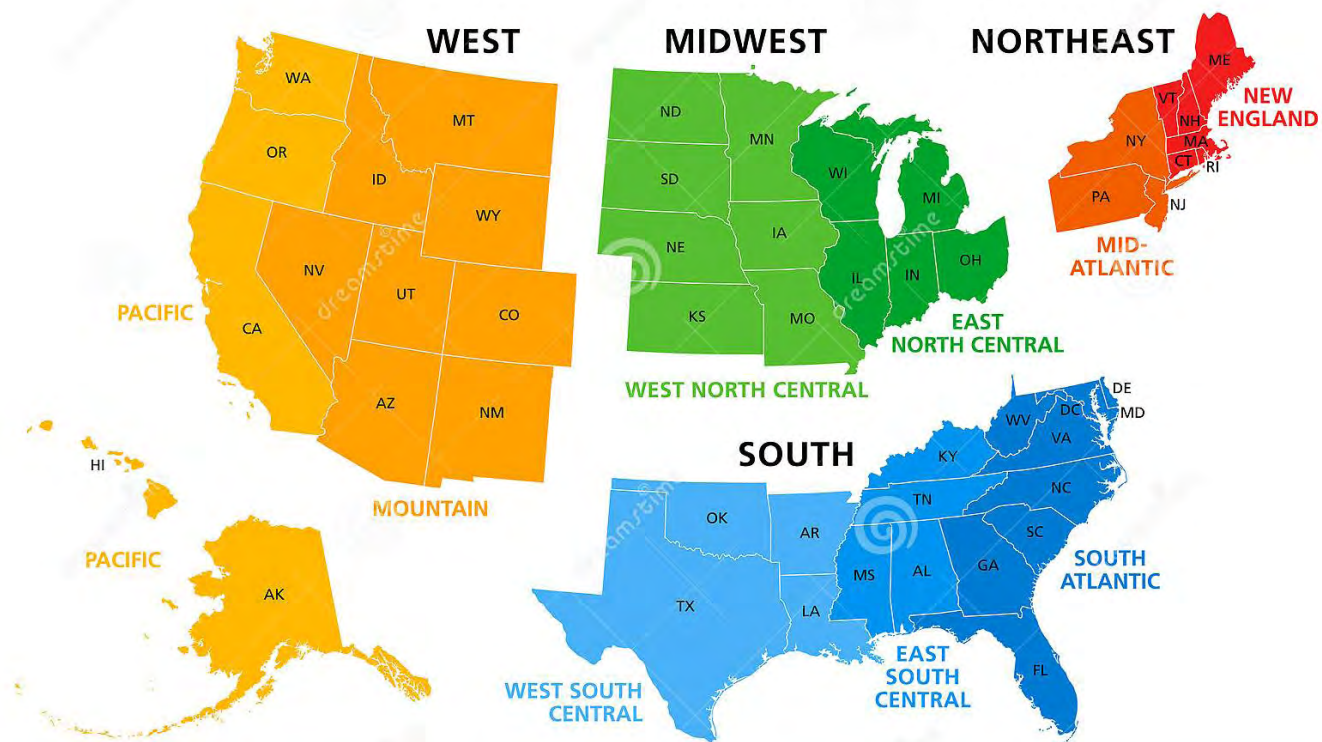 WEST
MIDWEST
NORTHEAST
WA
OR
MT
ID
WY
NV
UT
CO
CA
AZ
NM
PACIFIC
MOUNTAIN
HI
PACIFIC
AK
ND
MN
SD
NE
IA
KS
MO
WEST NORTH CENTRAL
WI
MI
IL
IN
OH
EAST
NORTH CENTRAL
ME
VT
NH
NEW
ENGLAND
NY
MA
CT
RI
PA
NJ
MID-
ATLANTIC
SOUTH
OK
AR
TX
LA
WEST SOUTH
CENTRAL
KY
TN
MS
AL
EAST
SOUTH
CENTRAL
DE
MD
DC
WV
VA
NC
SC
GA
FL
SOUTH
ATLANTIC
dreamstime
dreamstime
dreamstime